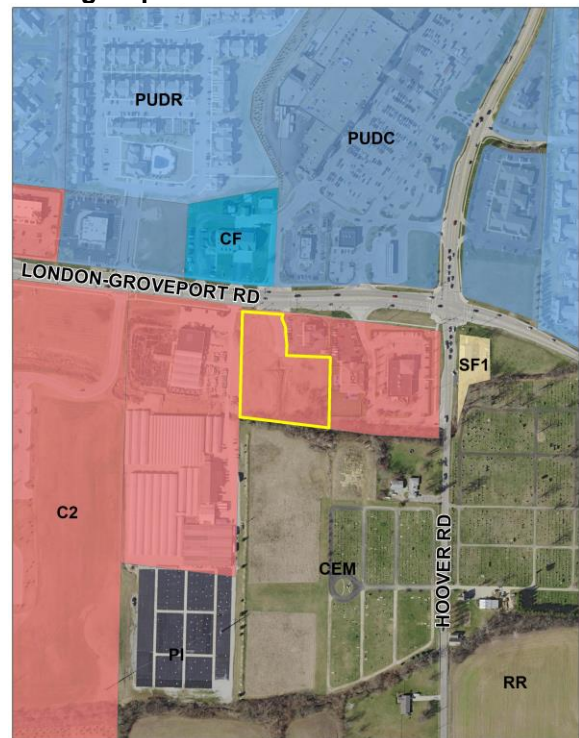 PUDR
PUDC
CF
LONDON-GROVEPORT RD
SF1
C2
CEM
HOOVER RD
PI
RR